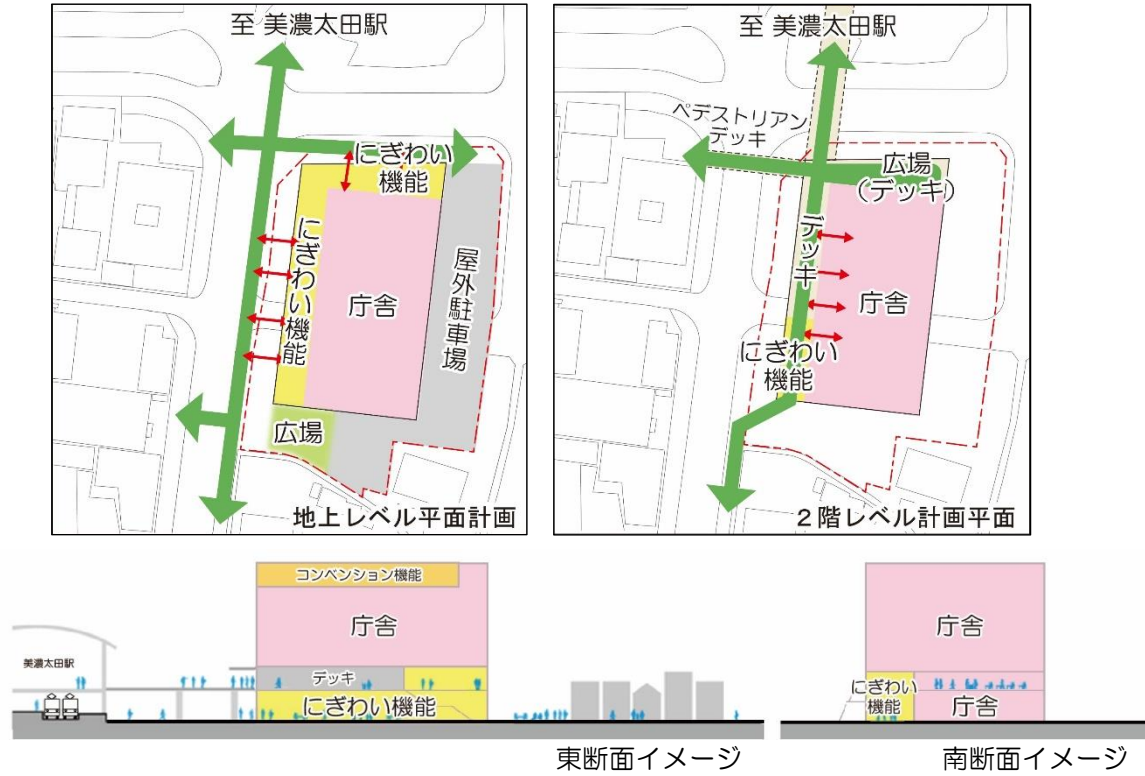 至 美濃太田駅
にぎわい
機能
にぎわい機能
庁舎
屋外駐車場
広場
地上レベル平面計画
至 美濃太田駅
ペデストリアン
デッキ
広場
（デッキ）
デッキ
庁舎
にぎわい
機能
２階レベル計画平面
コンベンション機能
庁舎
美濃太田駅
デッキ
にぎわい機能
東断面イメージ
庁舎
にぎわい
機能
庁舎
南断面イメージ